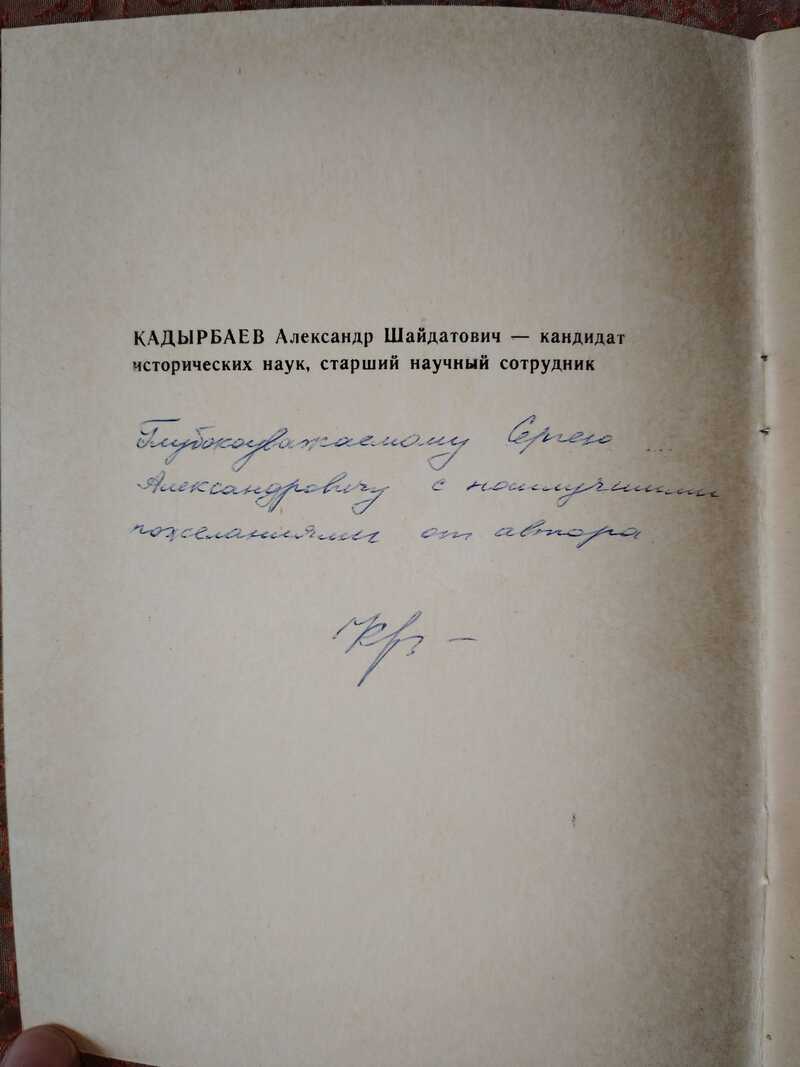 КАДЫРБАЕВ Александр Шайдатович — кандидат
исторических наук, старший научный сотрудник
Глубокоуважаемому Сергею
Александровичу с наилучшими
пожеланиями от автора